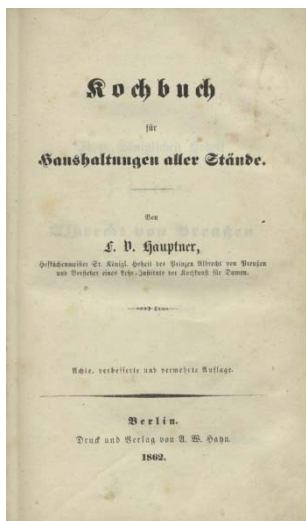 Kochbuch
für
Haushaltungen aller Stände.
Von
F. V. Hauptner,
Hofküchenmeister Sr. Königl. Hoheit des Prinzen Albrecht von Preußen
und Vorsteher eines Lehr-Instituts der Kochkunst für Damen.
Achte, verbesserte und vermehrte Auflage.
Berlin.
Druck und Verlag von A. W. Hayn.
1862.